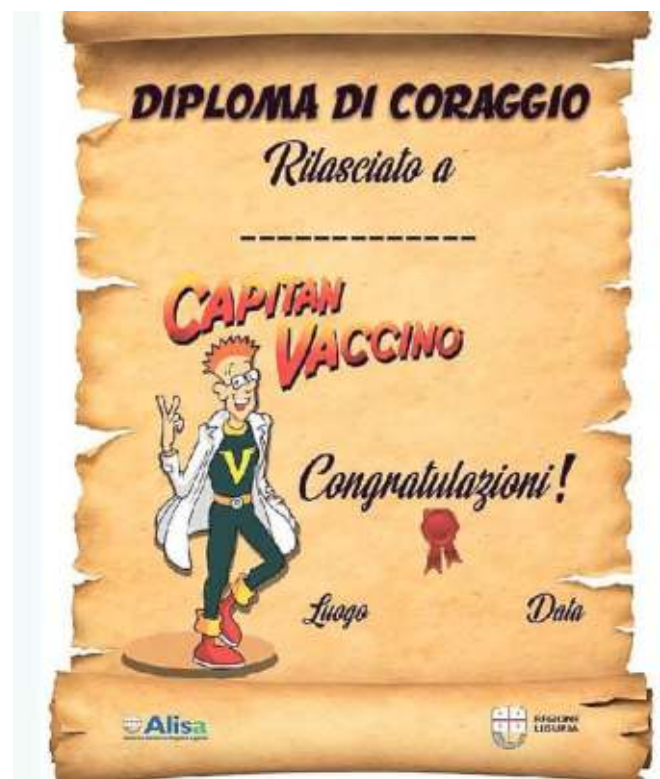 DIPLOMA DI CORAGGIO
Rilasciato a
-------------
CAPITAN
VACCINO
V
Congratulazioni!
Luogo
Data
Alisa
REGIONE
LIGURIA